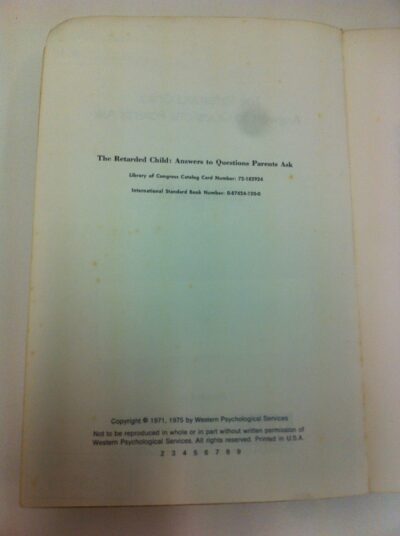 The Retarded Child: Answers to Questions Parents Ask
Library of Congress Catalog Card Number: 72-182924
International Standard Book Number: 0-87424-120-0
Copyright © 1971, 1975 by Western Psychological Services
Not to be reproduced in whole or in part without written permission of
Western Psychological Services. All rights reserved. Printed in U.S.A.
2 3 4 5 6 7 8 9